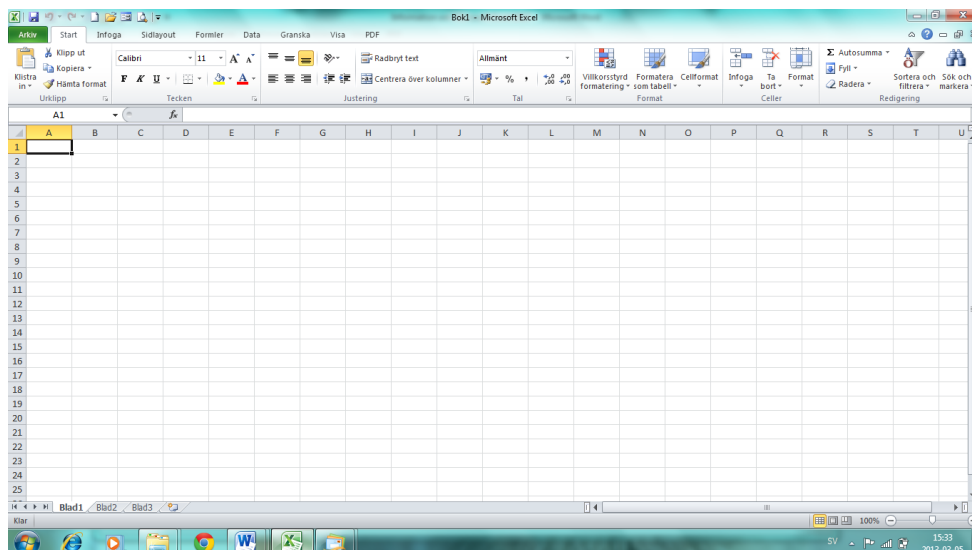 Bok1 - Microsoft Excel
Arkiv Start Infoga Sidlayout Formler Data Granska Visa PDF
Klistra in
Klipp ut
Kopiera
Hämta format
Urklipp
Calibri 11
F K U A
Tecken
Radbryt text
Centrera över kolumner
Justering
Allmänt
%
Tal
Villkorsstyrd formatering
Formatera som tabell
Cellformat
Format
Infoga
Ta bort
Format
Celler
Σ Autosumma
Fyll
Radera
Sortera och filtrera
Sök och markera
Redigering
A1 fx
A B C D E F G H I J K L M N O P Q R S T U
1
2
3
4
5
6
7
8
9
10
11
12
13
14
15
16
17
18
19
20
21
22
23
24
25
Blad1 Blad2 Blad3
Klar 100%
SV 15:33